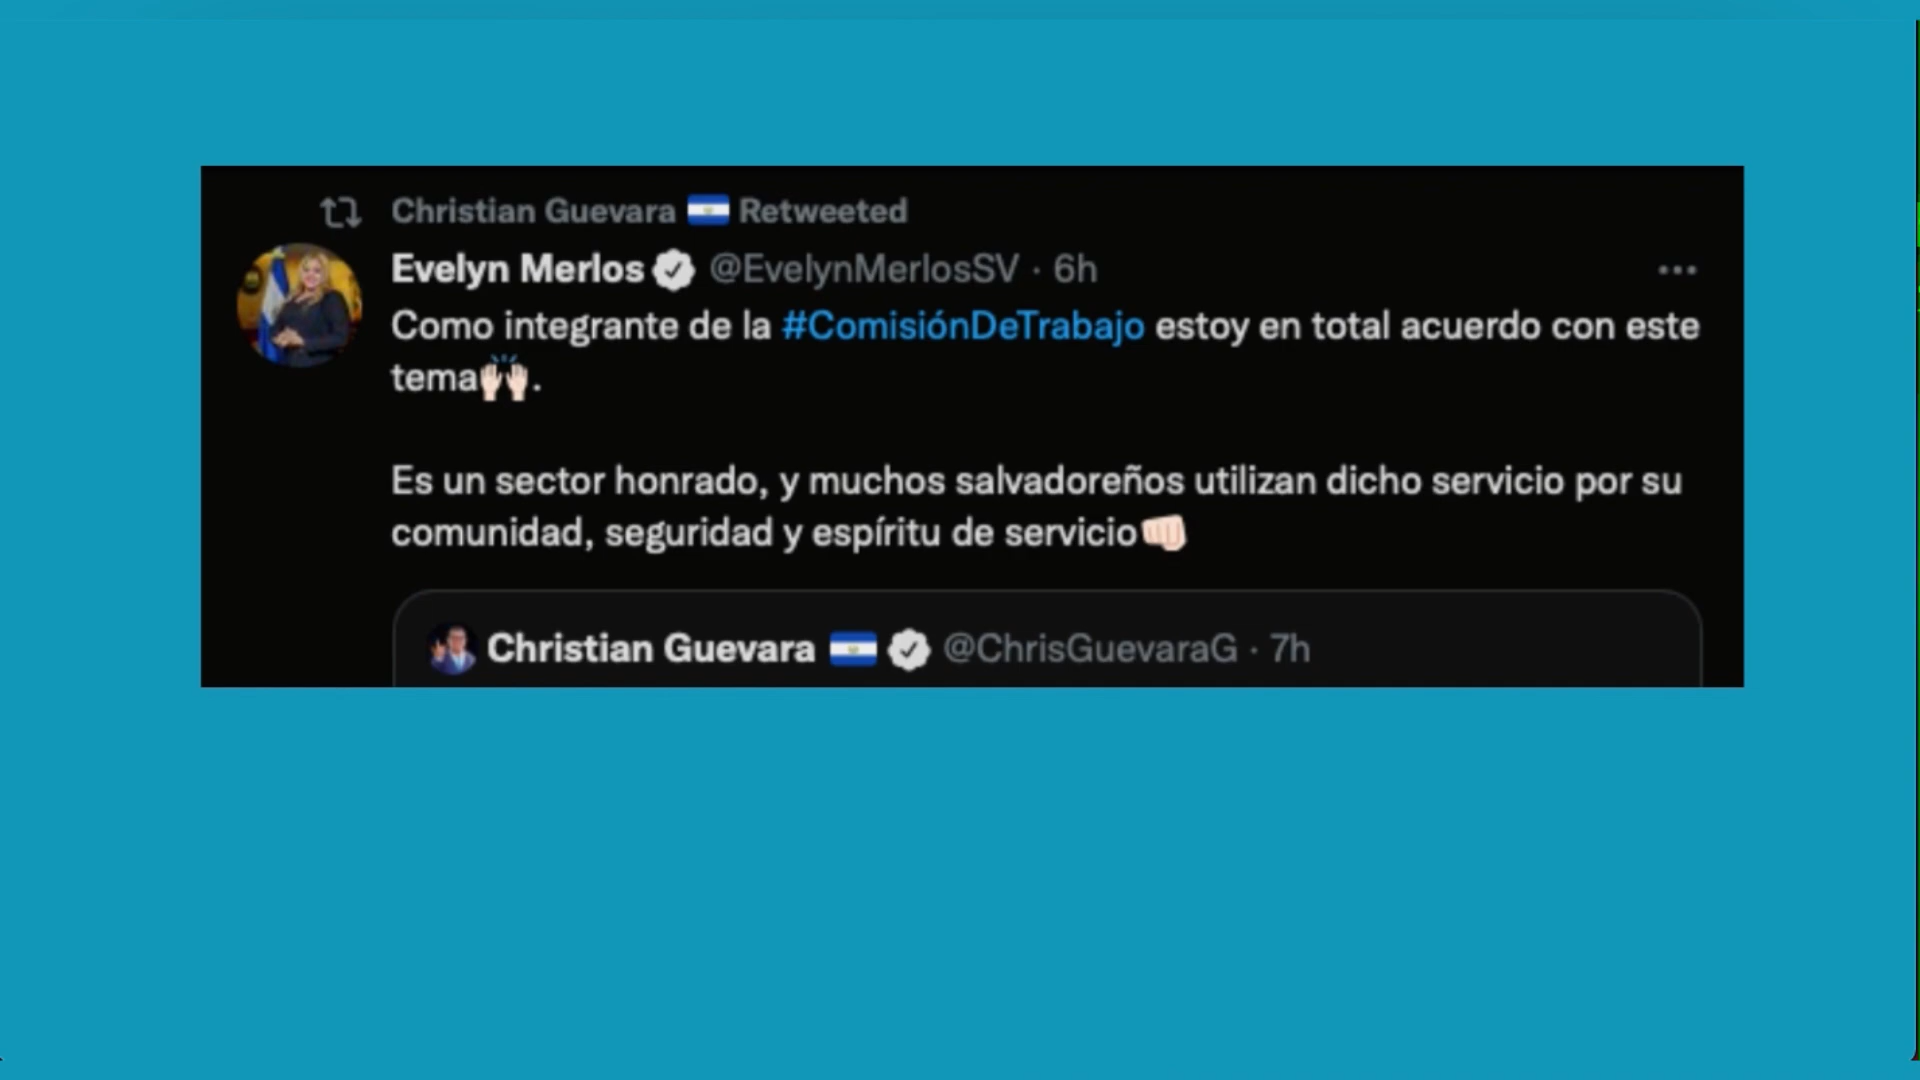 Christian Guevara 🇸🇻 Retweeted
Evelyn Merlos @EvelynMerlosSV · 6h
Como integrante de la #ComisiónDeTrabajo estoy en total acuerdo con este
tema🙌🏻.
Es un sector honrado, y muchos salvadoreños utilizan dicho servicio por su
comunidad, seguridad y espíritu de servicio👊🏻
Christian Guevara 🇸🇻 @ChrisGuevaraG · 7h